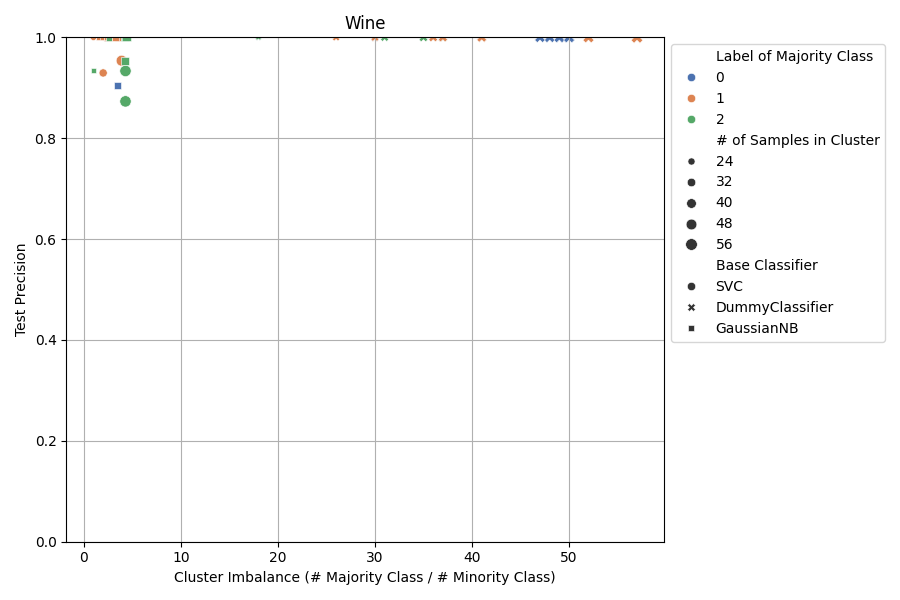 Wine
1.0
0.8
0.6
0.4
0.2
0.0
Test Precision
0 10 20 30 40 50
Cluster Imbalance (# Majority Class / # Minority Class)
Label of Majority Class
0
1
2
# of Samples in Cluster
24
32
40
48
56
Base Classifier
SVC
DummyClassifier
GaussianNB